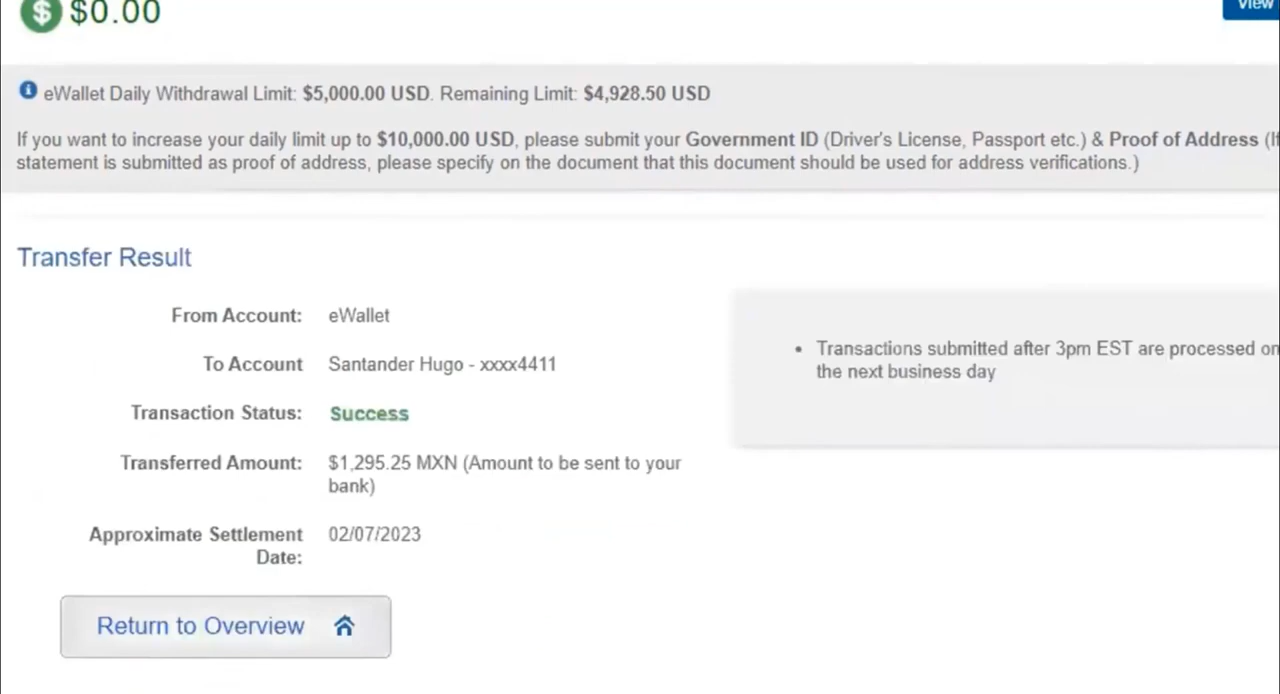 $ $0.00
View
eWallet Daily Withdrawal Limit: $5,000.00 USD. Remaining Limit: $4,928.50 USD
If you want to increase your daily limit up to $10,000.00 USD, please submit your Government ID (Driver's License, Passport etc.) & Proof of Address (If
statement is submitted as proof of address, please specify on the document that this document should be used for address verifications.)
Transfer Result
From Account: eWallet
To Account Santander Hugo - xxxx4411
Transaction Status: Success
Transferred Amount: $1,295.25 MXN (Amount to be sent to your
bank)
Approximate Settlement 02/07/2023
Date:
Return to Overview
• Transactions submitted after 3pm EST are processed on
the next business day